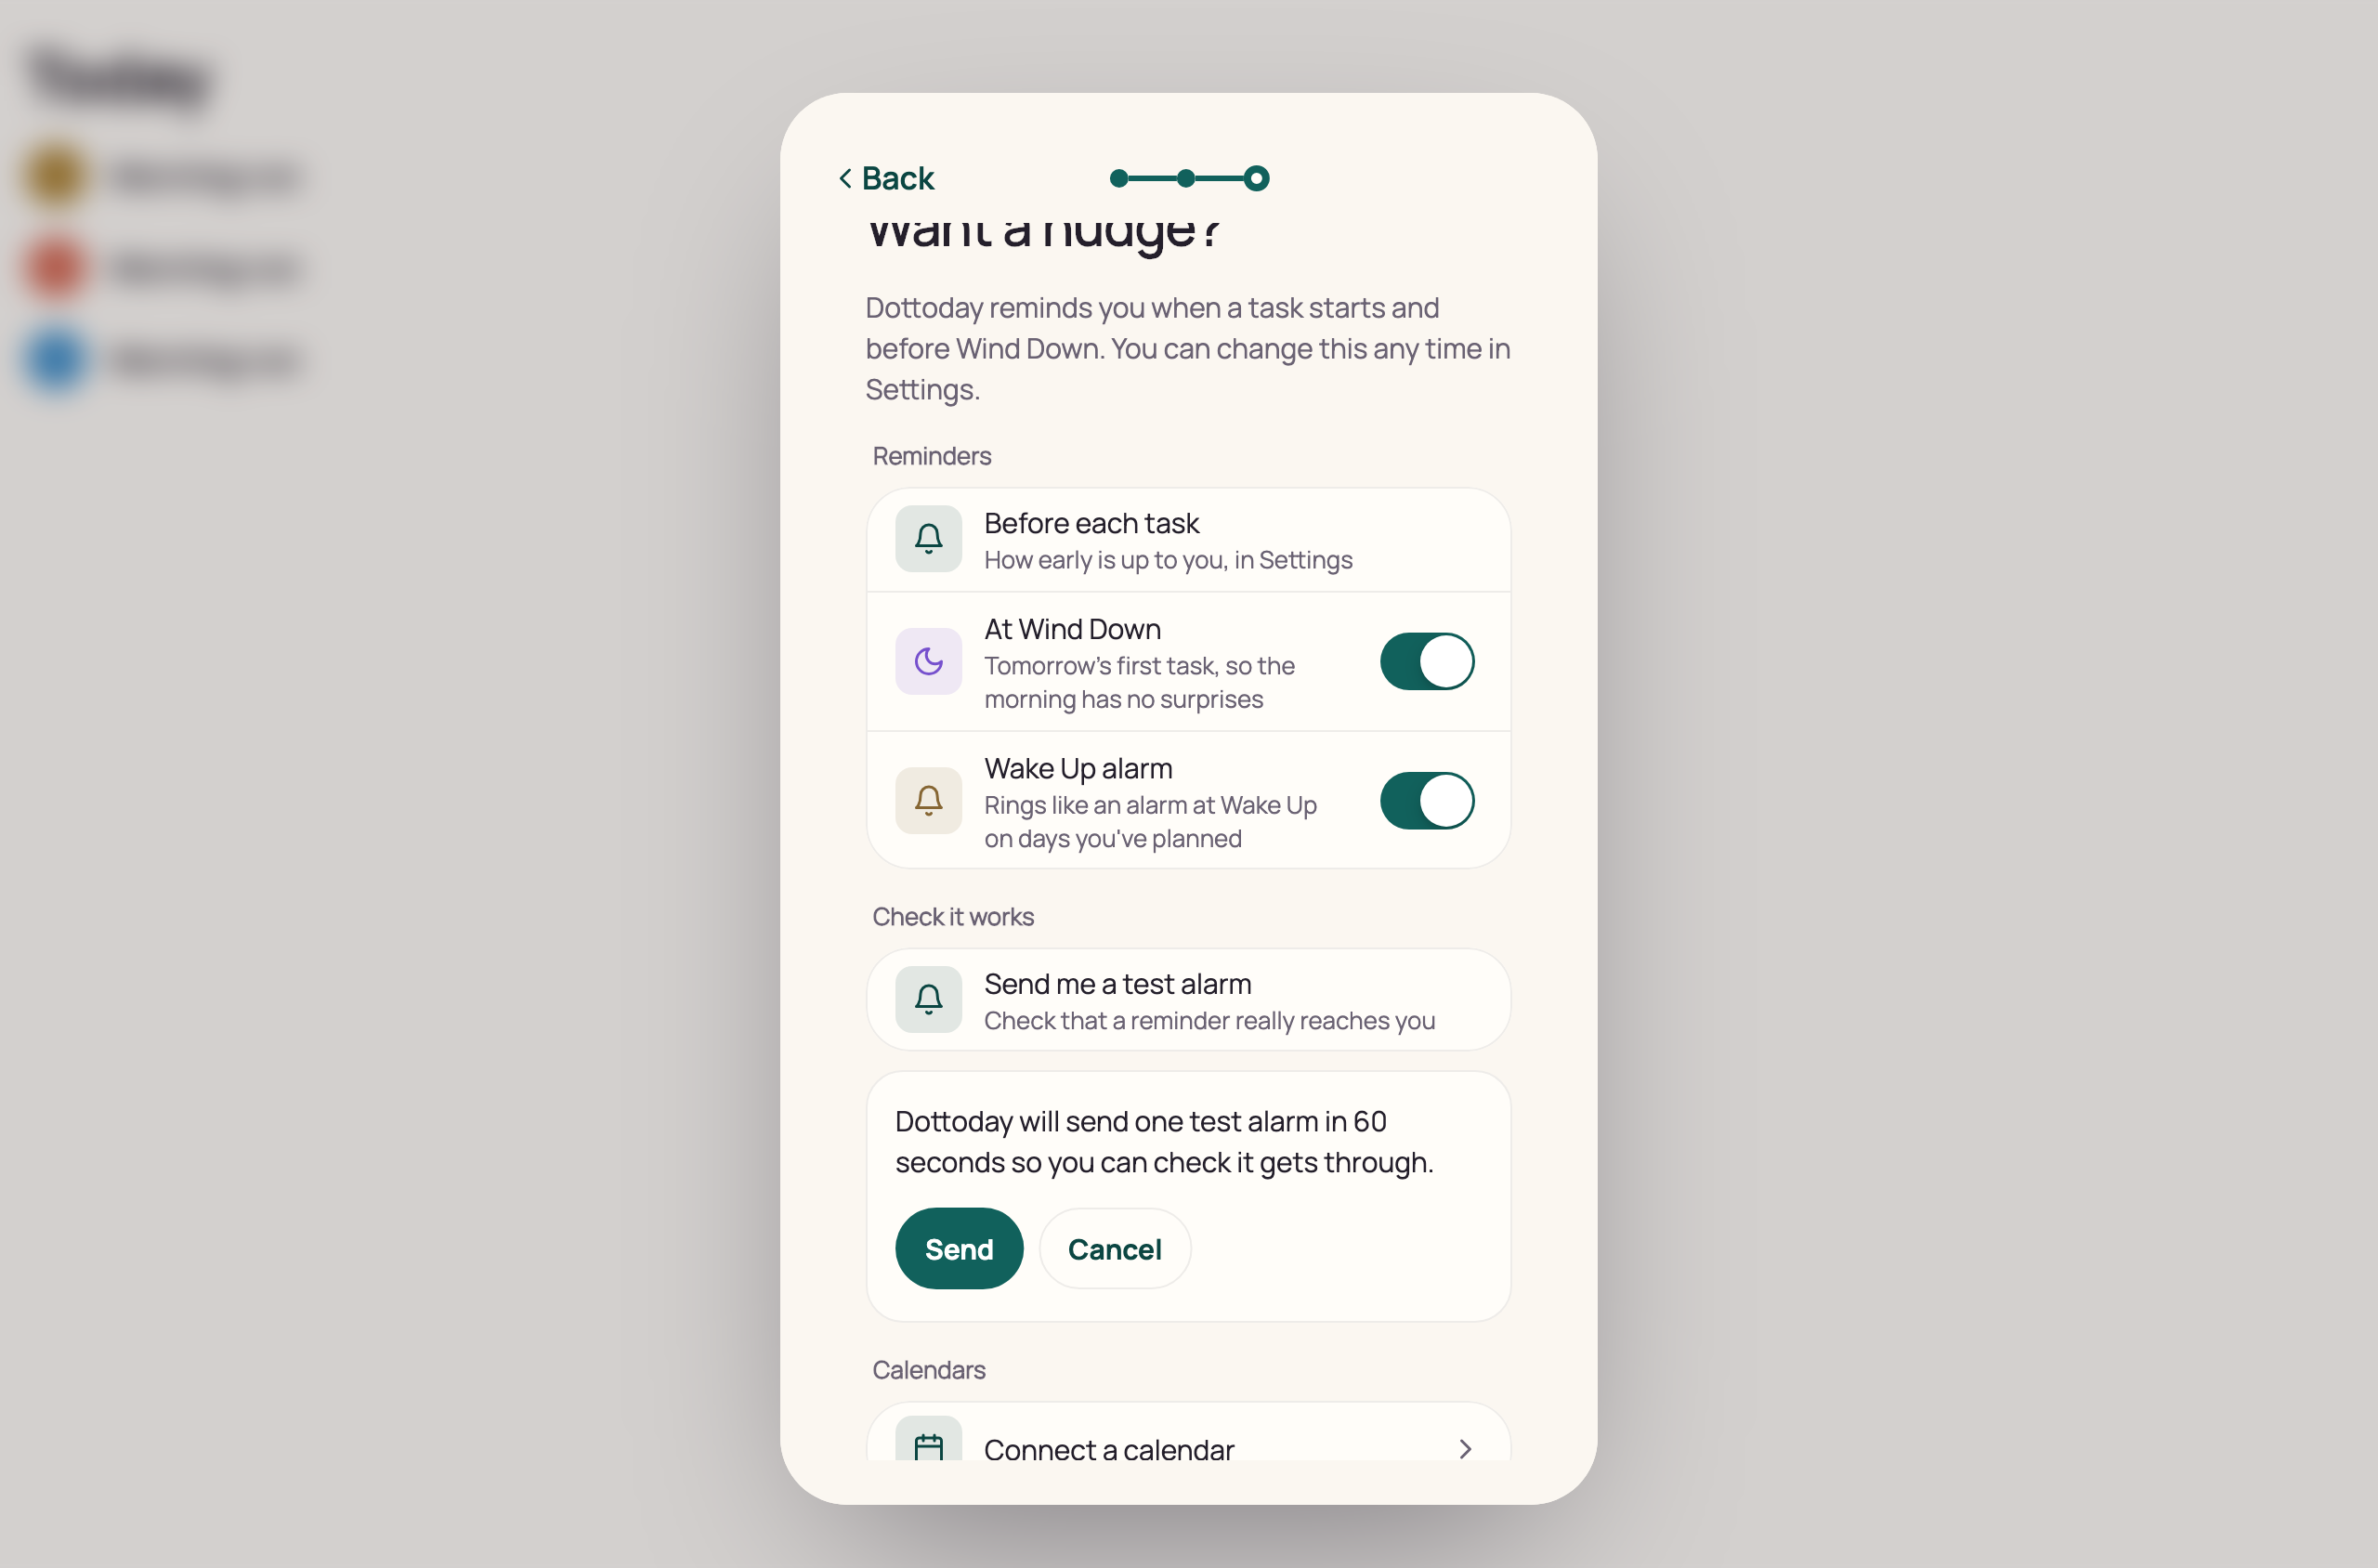 Today
Back
Want a nudge?
Dottoday reminds you when a task starts and
before Wind Down. You can change this any time in
Settings.
Reminders
Before each task
How early is up to you, in Settings
At Wind Down
Tomorrow’s first task, so the
morning has no surprises
Wake Up alarm
Rings like an alarm at Wake Up
on days you've planned
Check it works
Send me a test alarm
Check that a reminder really reaches you
Dottoday will send one test alarm in 60
seconds so you can check it gets through.
Send
Cancel
Calendars
Connect a calendar